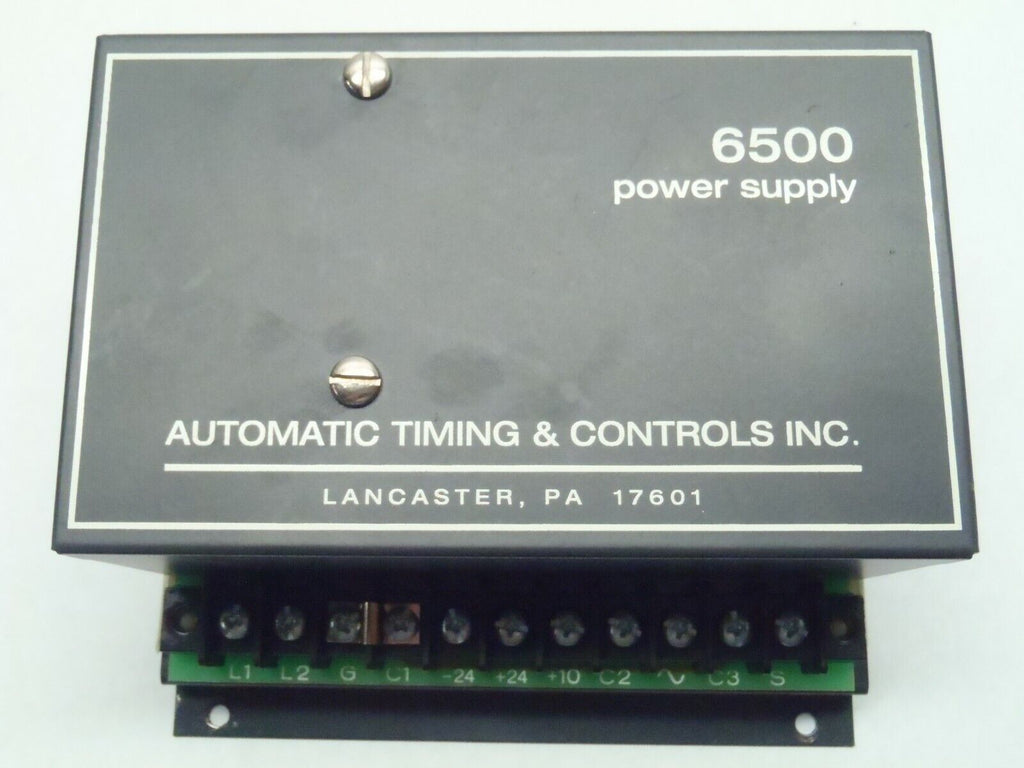 6500
power supply
AUTOMATIC TIMING & CONTROLS INC.
LANCASTER, PA 17601
L1 L2 G C1 -24 +24 +10 C2 ∿ C3 S